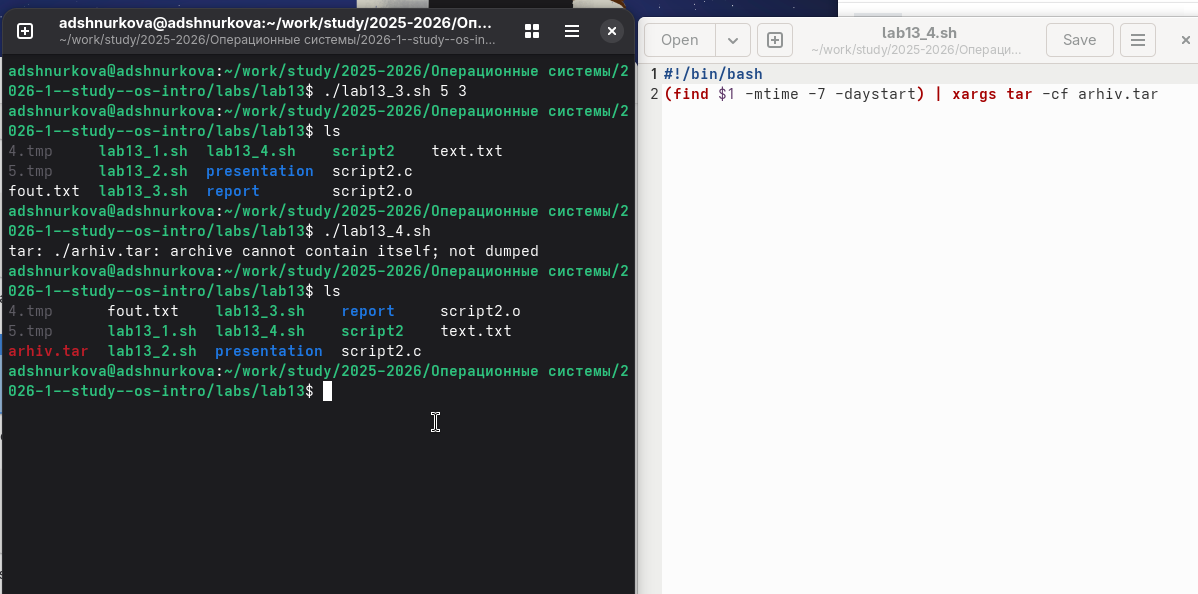 adshnurkova@adshnurkova:~/work/study/2025-2026/Оп...
~/work/study/2025-2026/Операционные системы/2026-1--study--os-in...
adshnurkova@adshnurkova:~/work/study/2025-2026/Операционные системы/2
026-1--study--os-intro/labs/lab13$ ./lab13_3.sh 5 3
adshnurkova@adshnurkova:~/work/study/2025-2026/Операционные системы/2
026-1--study--os-intro/labs/lab13$ ls
4.tmp lab13_1.sh lab13_4.sh script2 text.txt
5.tmp lab13_2.sh presentation script2.c
fout.txt lab13_3.sh report script2.o
adshnurkova@adshnurkova:~/work/study/2025-2026/Операционные системы/2
026-1--study--os-intro/labs/lab13$ ./lab13_4.sh
tar: ./arhiv.tar: archive cannot contain itself; not dumped
adshnurkova@adshnurkova:~/work/study/2025-2026/Операционные системы/2
026-1--study--os-intro/labs/lab13$ ls
4.tmp fout.txt lab13_3.sh report script2.o
5.tmp lab13_1.sh lab13_4.sh script2 text.txt
arhiv.tar lab13_2.sh presentation script2.c
adshnurkova@adshnurkova:~/work/study/2025-2026/Операционные системы/2
026-1--study--os-intro/labs/lab13$
Open
lab13_4.sh
~/work/study/2025-2026/Операци...
Save
1 #!/bin/bash
2 (find $1 -mtime -7 -daystart) | xargs tar -cf arhiv.tar